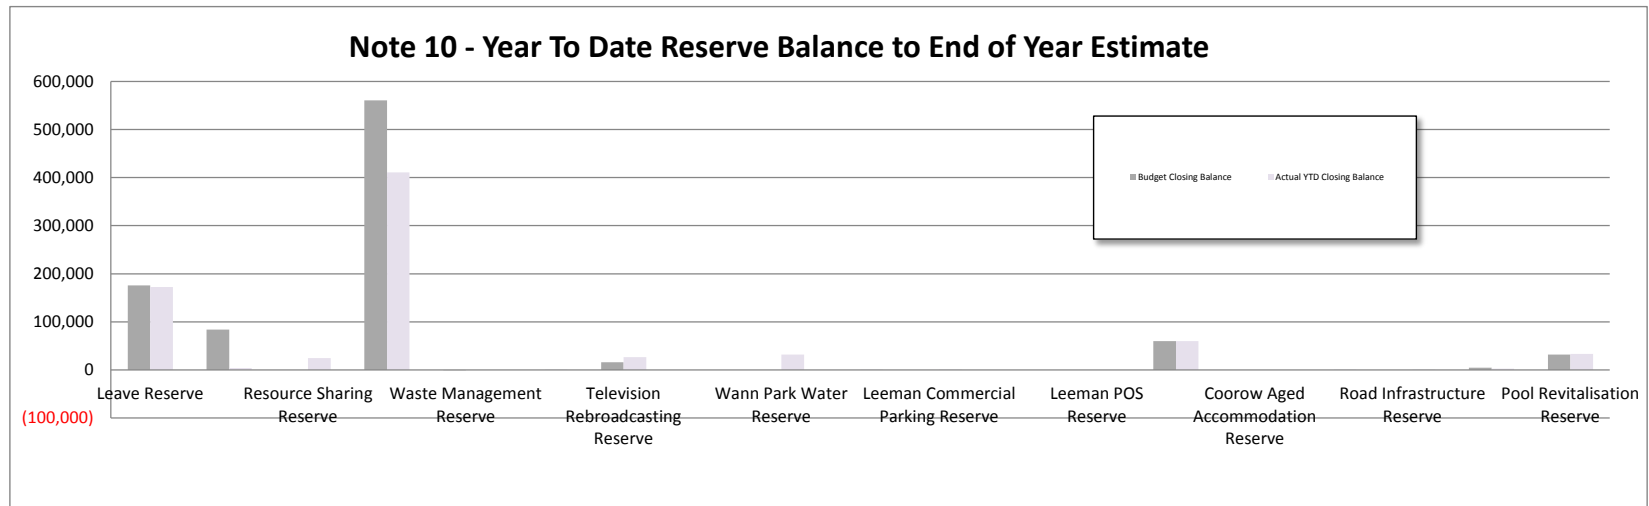 Note 10 - Year To Date Reserve Balance to End of Year Estimate
600,000
500,000
400,000
300,000
200,000
100,000
0
(100,000)
Budget Closing Balance
Actual YTD Closing Balance
Leave Reserve
Resource Sharing
Reserve
Waste Management
Reserve
Television
Rebroadcasting
Reserve
Wann Park Water
Reserve
Leeman Commercial
Parking Reserve
Leeman POS
Reserve
Coorow Aged
Accommodation
Reserve
Road Infrastructure
Reserve
Pool Revitalisation
Reserve